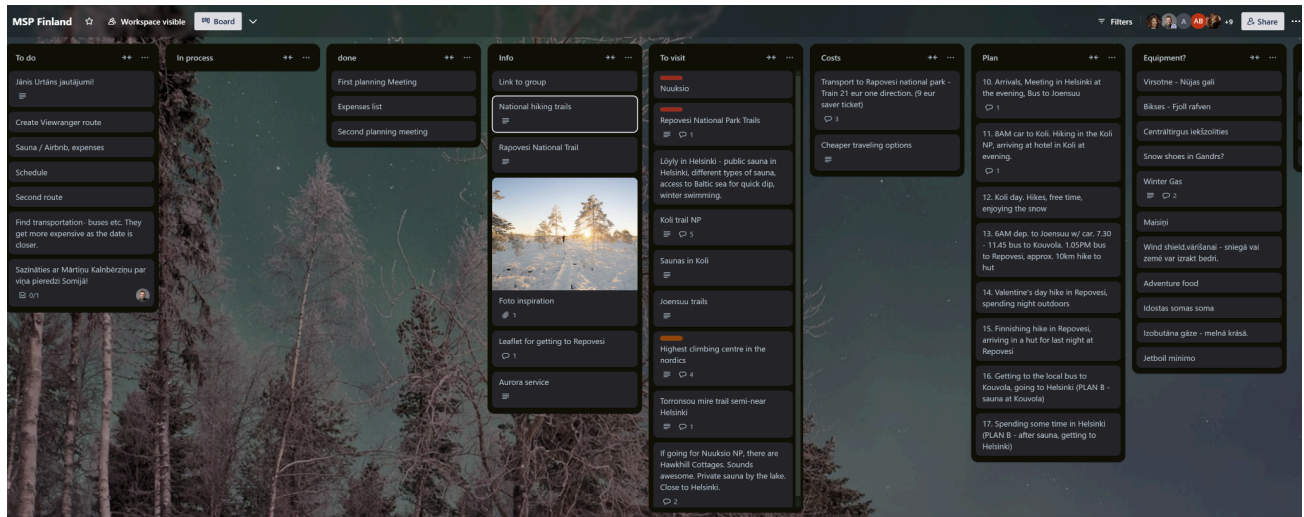 MSP Finland
Workspace visible
Board
Filters
A
AB
+9
Share
To do
Jānis Urtāns jautājumi!
Create Viewranger route
Sauna / Airbnb, expenses
Schedule
Second route
Find transportation- buses etc. They
get more expensive as the date is
closer.
Sazināties ar Mārtiņu Kalnbērziņu par
viņa pieredzi Somijā!
0/1
In process
done
First planning Meeting
Expenses list
Second planning meeting
Info
Link to group
National hiking trails
Rapovesi National Trail
Foto inspiration
1
Leaflet for getting to Repovesi
1
Aurora service
To visit
Nuuksio
Repovesi National Park Trails
1
Löyly in Helsinki - public sauna in
Helsinki, different types of sauna,
access to Baltic sea for quick dip,
winter swimming.
Koli trail NP
5
Saunas in Koli
Joensuu trails
Highest climbing centre in the
nordics
4
Torronsou mire trail semi-near
Helsinki
1
If going for Nuuksio NP, there are
Hawkhill Cottages. Sounds
awesome. Private sauna by the lake.
Close to Helsinki.
2
Costs
Transport to Rapovesi national park -
Train 21 eur one direction. (9 eur
saver ticket)
3
Cheaper traveling options
Plan
10. Arrivals, Meeting in Helsinki at
the evening, Bus to Joensuu
1
11. 8AM car to Koli. Hiking in the Koli
NP, arriving at hotel in Koli at
evening.
1
12. Koli day. Hikes, free time,
enjoying the snow
13. 6AM dep. to Joensuu w/ car. 7.30
- 11.45 bus to Kouvola. 1.05PM bus
to Repovesi, approx. 10km hike to
hut
14. Valentine's day hike in Repovesi,
spending night outdoors
15. Finnishing hike in Repovesi,
arriving in a hut for last night at
Repovesi
16. Getting to the local bus to
Kouvola, going to Helsinki (PLAN B -
sauna at Kouvola)
17. Spending some time in Helsinki
(PLAN B - after sauna, getting to
Helsinki)
Equipment?
Virsotne - Nūjas gali
Bikses - Fjoll rafven
Centrāltirgus iekšzolītes
Snow shoes in Gandrs?
Winter Gas
2
Maisiņi
Wind shield.vārīšanai - sniegā vai
zemē var izrakt bedri.
Adventure food
Idostas somas soma
Izobutāna gāze - melnā krāsā.
Jetboil minimo